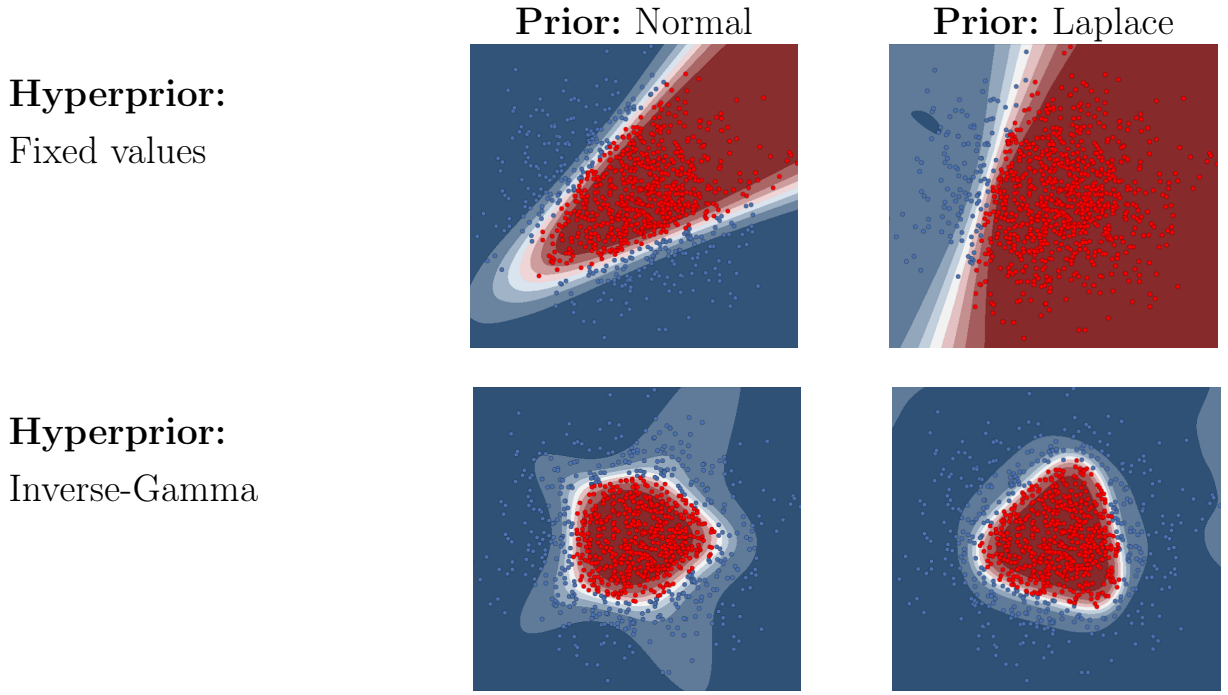 Prior: Normal
Prior: Laplace
Hyperprior:
Fixed values
Hyperprior:
Inverse-Gamma